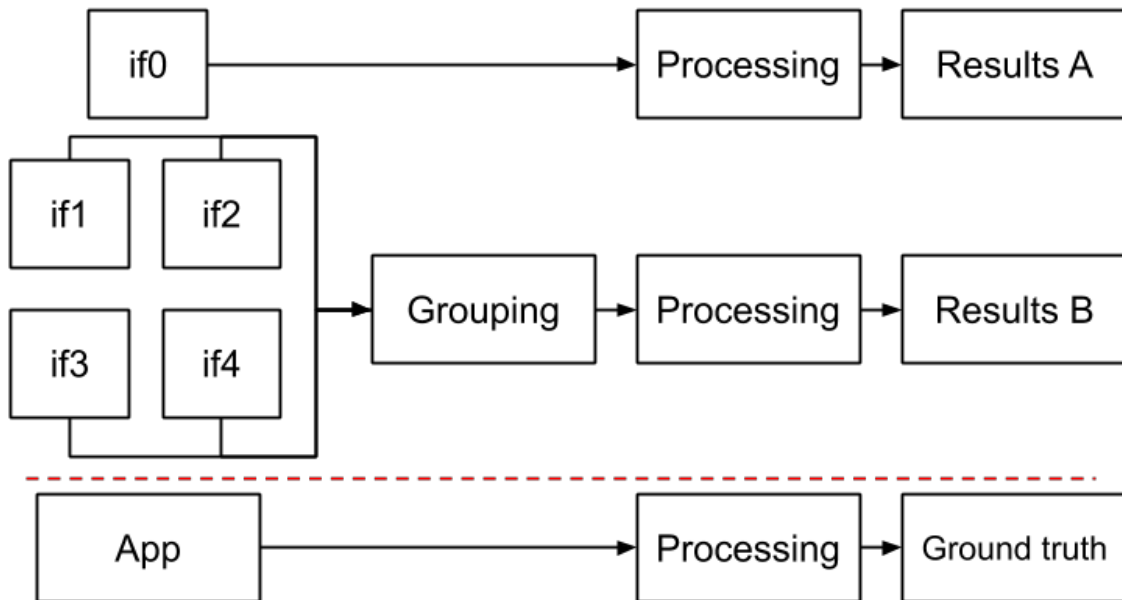 if0
Processing
Results A
if1
if2
Grouping
Processing
Results B
if3
if4
App
Processing
Ground truth